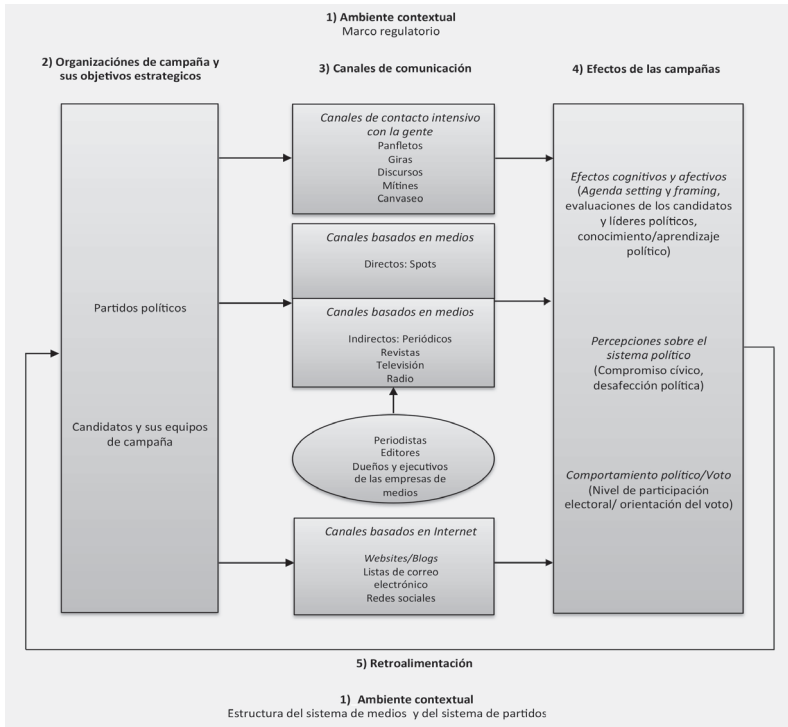 1) Ambiente contextual
Marco regulatorio
2) Organizaciónes de campaña y
sus objetivos estrategicos
3) Canales de comunicación
4) Efectos de las campañas
Partidos políticos
Candidatos y sus equipos
de campaña
Canales de contacto intensivo
con la gente
Panfletos
Giras
Discursos
Mítines
Canvaseo
Canales basados en medios
Directos: Spots
Canales basados en medios
Indirectos: Periódicos
Revistas
Televisión
Radio
Periodistas
Editores
Dueños y ejecutivos
de las empresas de
medios
Canales basados en Internet
Websites/Blogs
Listas de correo
electrónico
Redes sociales
Efectos cognitivos y afectivos
(Agenda setting y framing,
evaluaciones de los candidatos
y líderes políticos,
conocimiento/aprendizaje
político)
Percepciones sobre el
sistema político
(Compromiso cívico,
desafección política)
Comportamiento político/Voto
(Nivel de participación
electoral/ orientación del voto)
5) Retroalimentación
1) Ambiente contextual
Estructura del sistema de medios y del sistema de partidos